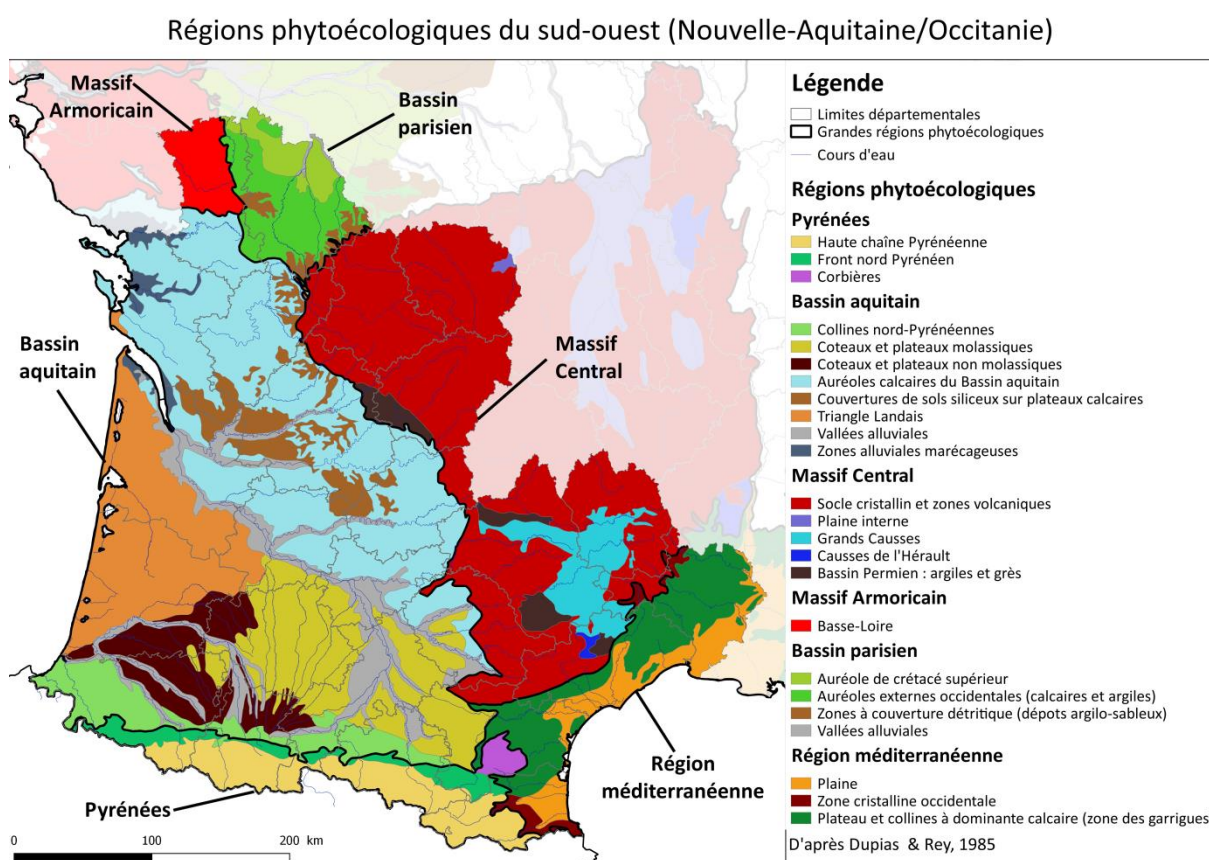 Régions phytoécologiques du sud-ouest (Nouvelle-Aquitaine/Occitanie)
Massif
Armoricain
Bassin
parisien
Bassin
aquitain
Massif
Central
Région
méditerranéenne
Pyrénées
0 100 200 km
Légende
Limites départementales
Grandes régions phytoécologiques
Cours d'eau
Régions phytoécologiques
Pyrénées
Haute chaîne Pyrénéenne
Front nord Pyrénéen
Corbières
Bassin aquitain
Collines nord-Pyrénéennes
Coteaux et plateaux molassiques
Coteaux et plateaux non molassiques
Auréoles calcaires du Bassin aquitain
Couvertures de sols siliceux sur plateaux calcaires
Triangle Landais
Vallées alluviales
Zones alluviales marécageuses
Massif Central
Socle cristallin et zones volcaniques
Plaine interne
Grands Causses
Causses de l'Hérault
Bassin Permien : argiles et grès
Massif Armoricain
Basse-Loire
Bassin parisien
Auréole de crétacé supérieur
Auréoles externes occidentales (calcaires et argiles)
Zones à couverture détritique (dépots argilo-sableux)
Vallées alluviales
Région méditerranéenne
Plaine
Zone cristalline occidentale
Plateau et collines à dominante calcaire (zone des garrigues
D'après Dupias & Rey, 1985